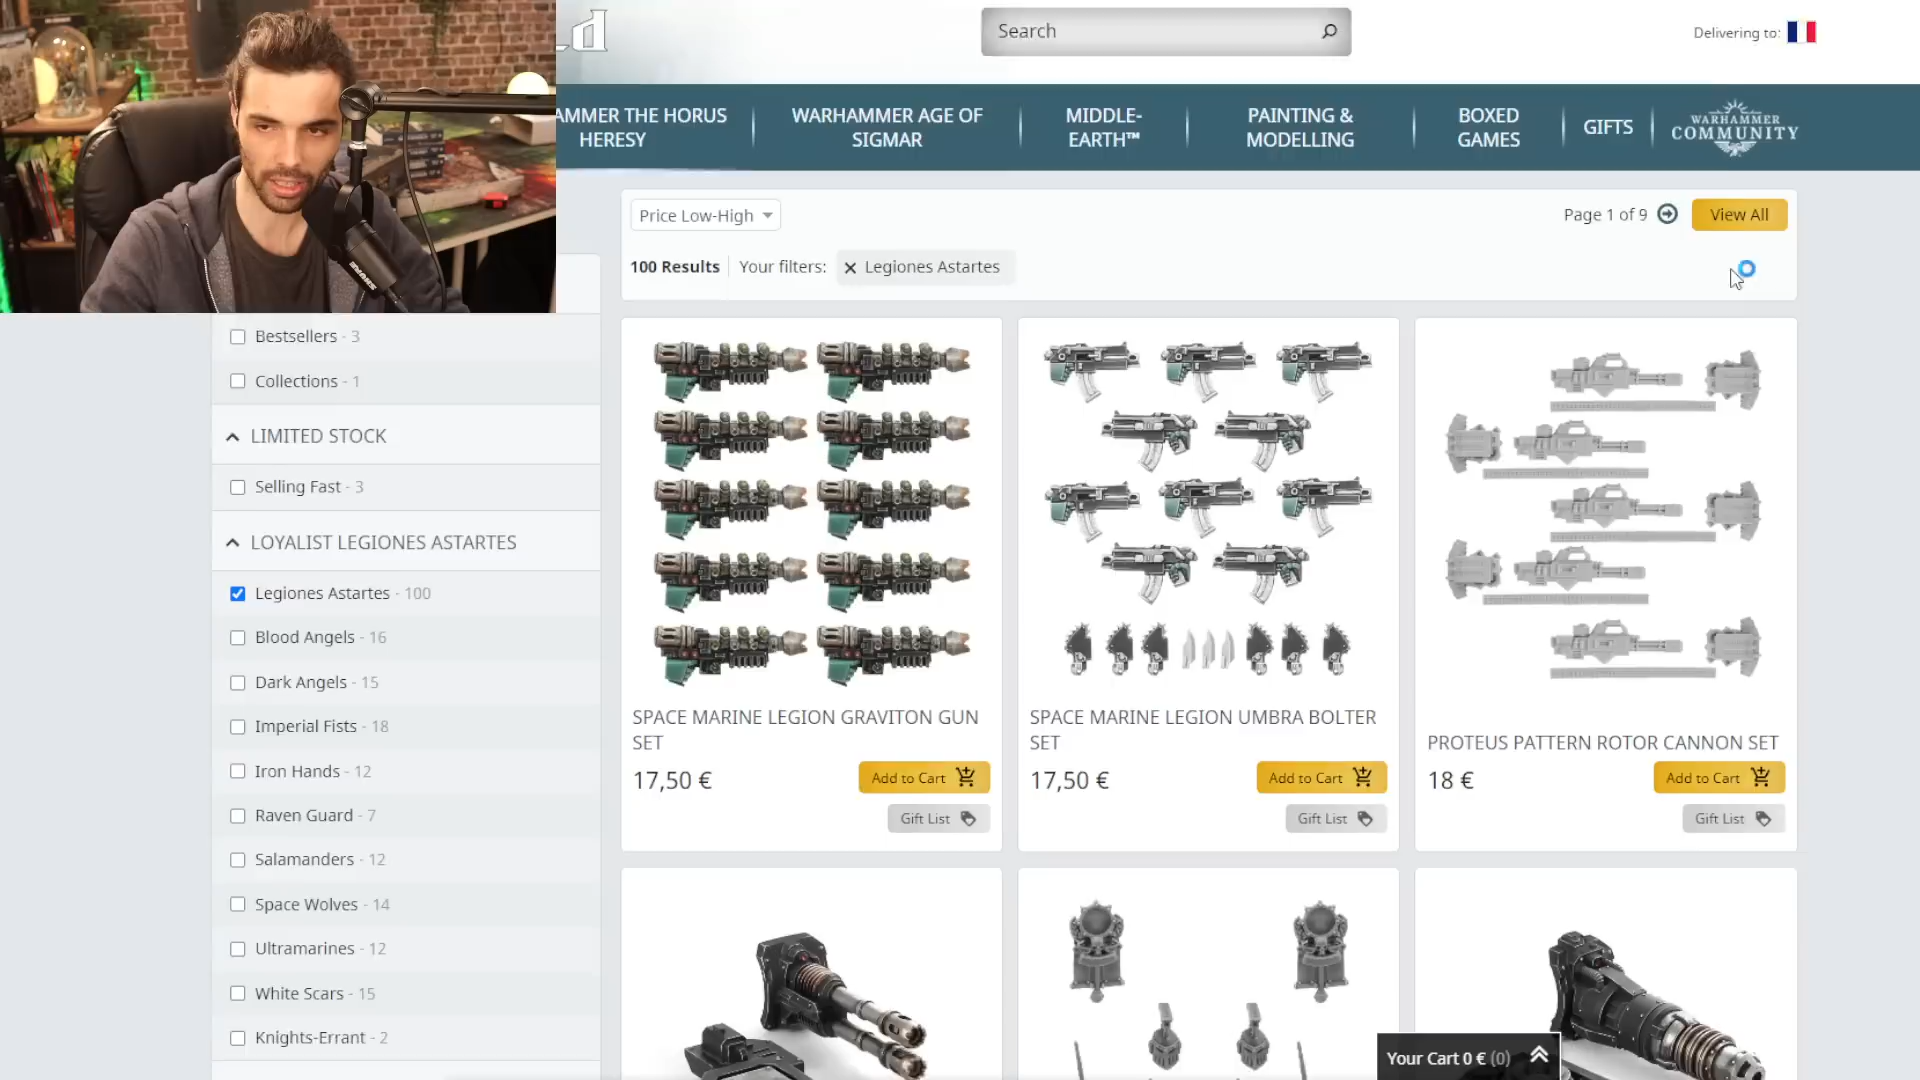 ld
Search
Delivering to:
AMMER THE HORUS
HERESY
WARHAMMER AGE OF
SIGMAR
MIDDLE-
EARTH™
PAINTING &
MODELLING
BOXED
GAMES
GIFTS
WARHAMMER
COMMUNITY
Price Low-High
Page 1 of 9
View All
100 Results
Your filters:
Legiones Astartes
Bestsellers - 3
Collections - 1
LIMITED STOCK
Selling Fast - 3
LOYALIST LEGIONES ASTARTES
Legiones Astartes - 100
Blood Angels - 16
Dark Angels - 15
Imperial Fists - 18
Iron Hands - 12
Raven Guard - 7
Salamanders - 12
Space Wolves - 14
Ultramarines - 12
White Scars - 15
Knights-Errant - 2
SPACE MARINE LEGION GRAVITON GUN
SET
17,50 €
Add to Cart
Gift List
SPACE MARINE LEGION UMBRA BOLTER
SET
17,50 €
Add to Cart
Gift List
PROTEUS PATTERN ROTOR CANNON SET
18 €
Add to Cart
Gift List
Your Cart 0 € (0)